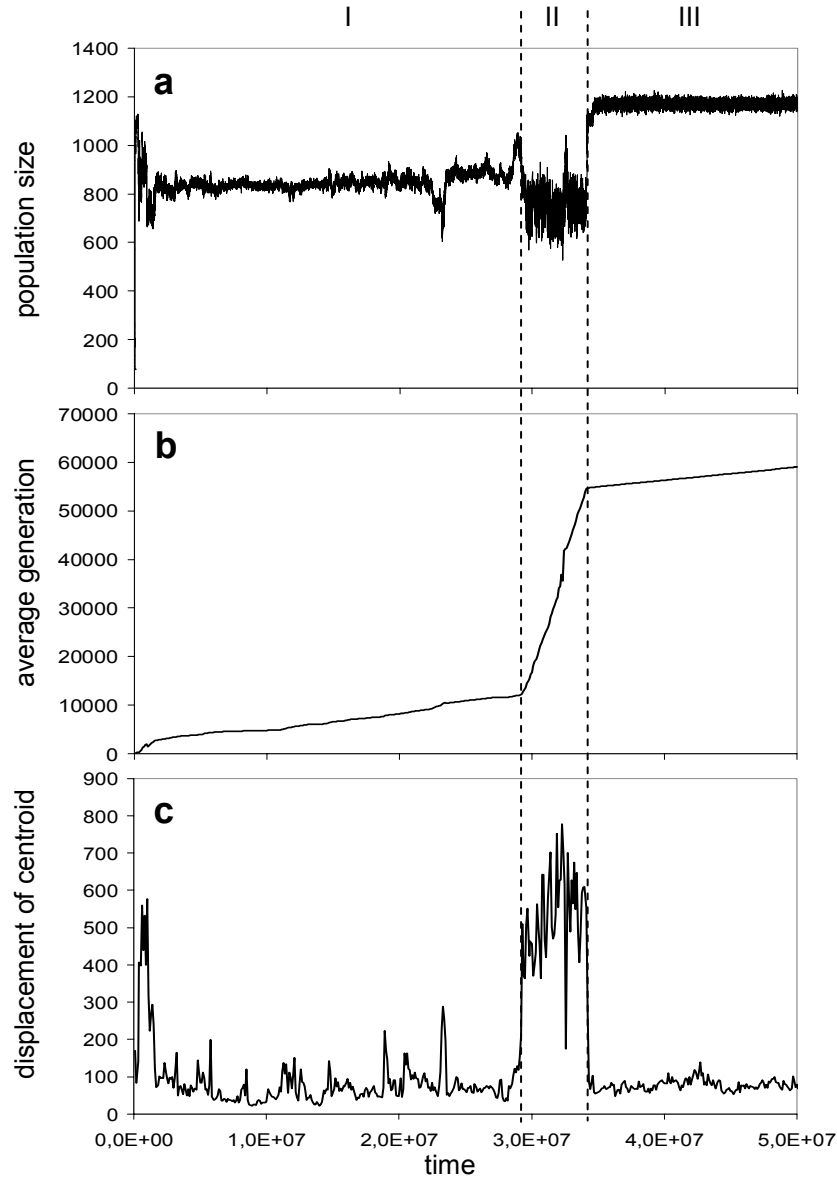 I II III
a
population size
1400
1200
1000
800
600
400
200
0
b
average generation
70000
60000
50000
40000
30000
20000
10000
0
c
displacement of centroid
900
800
700
600
500
400
300
200
100
0
0,0E+00 1,0E+07 2,0E+07 3,0E+07 4,0E+07 5,0E+07
time